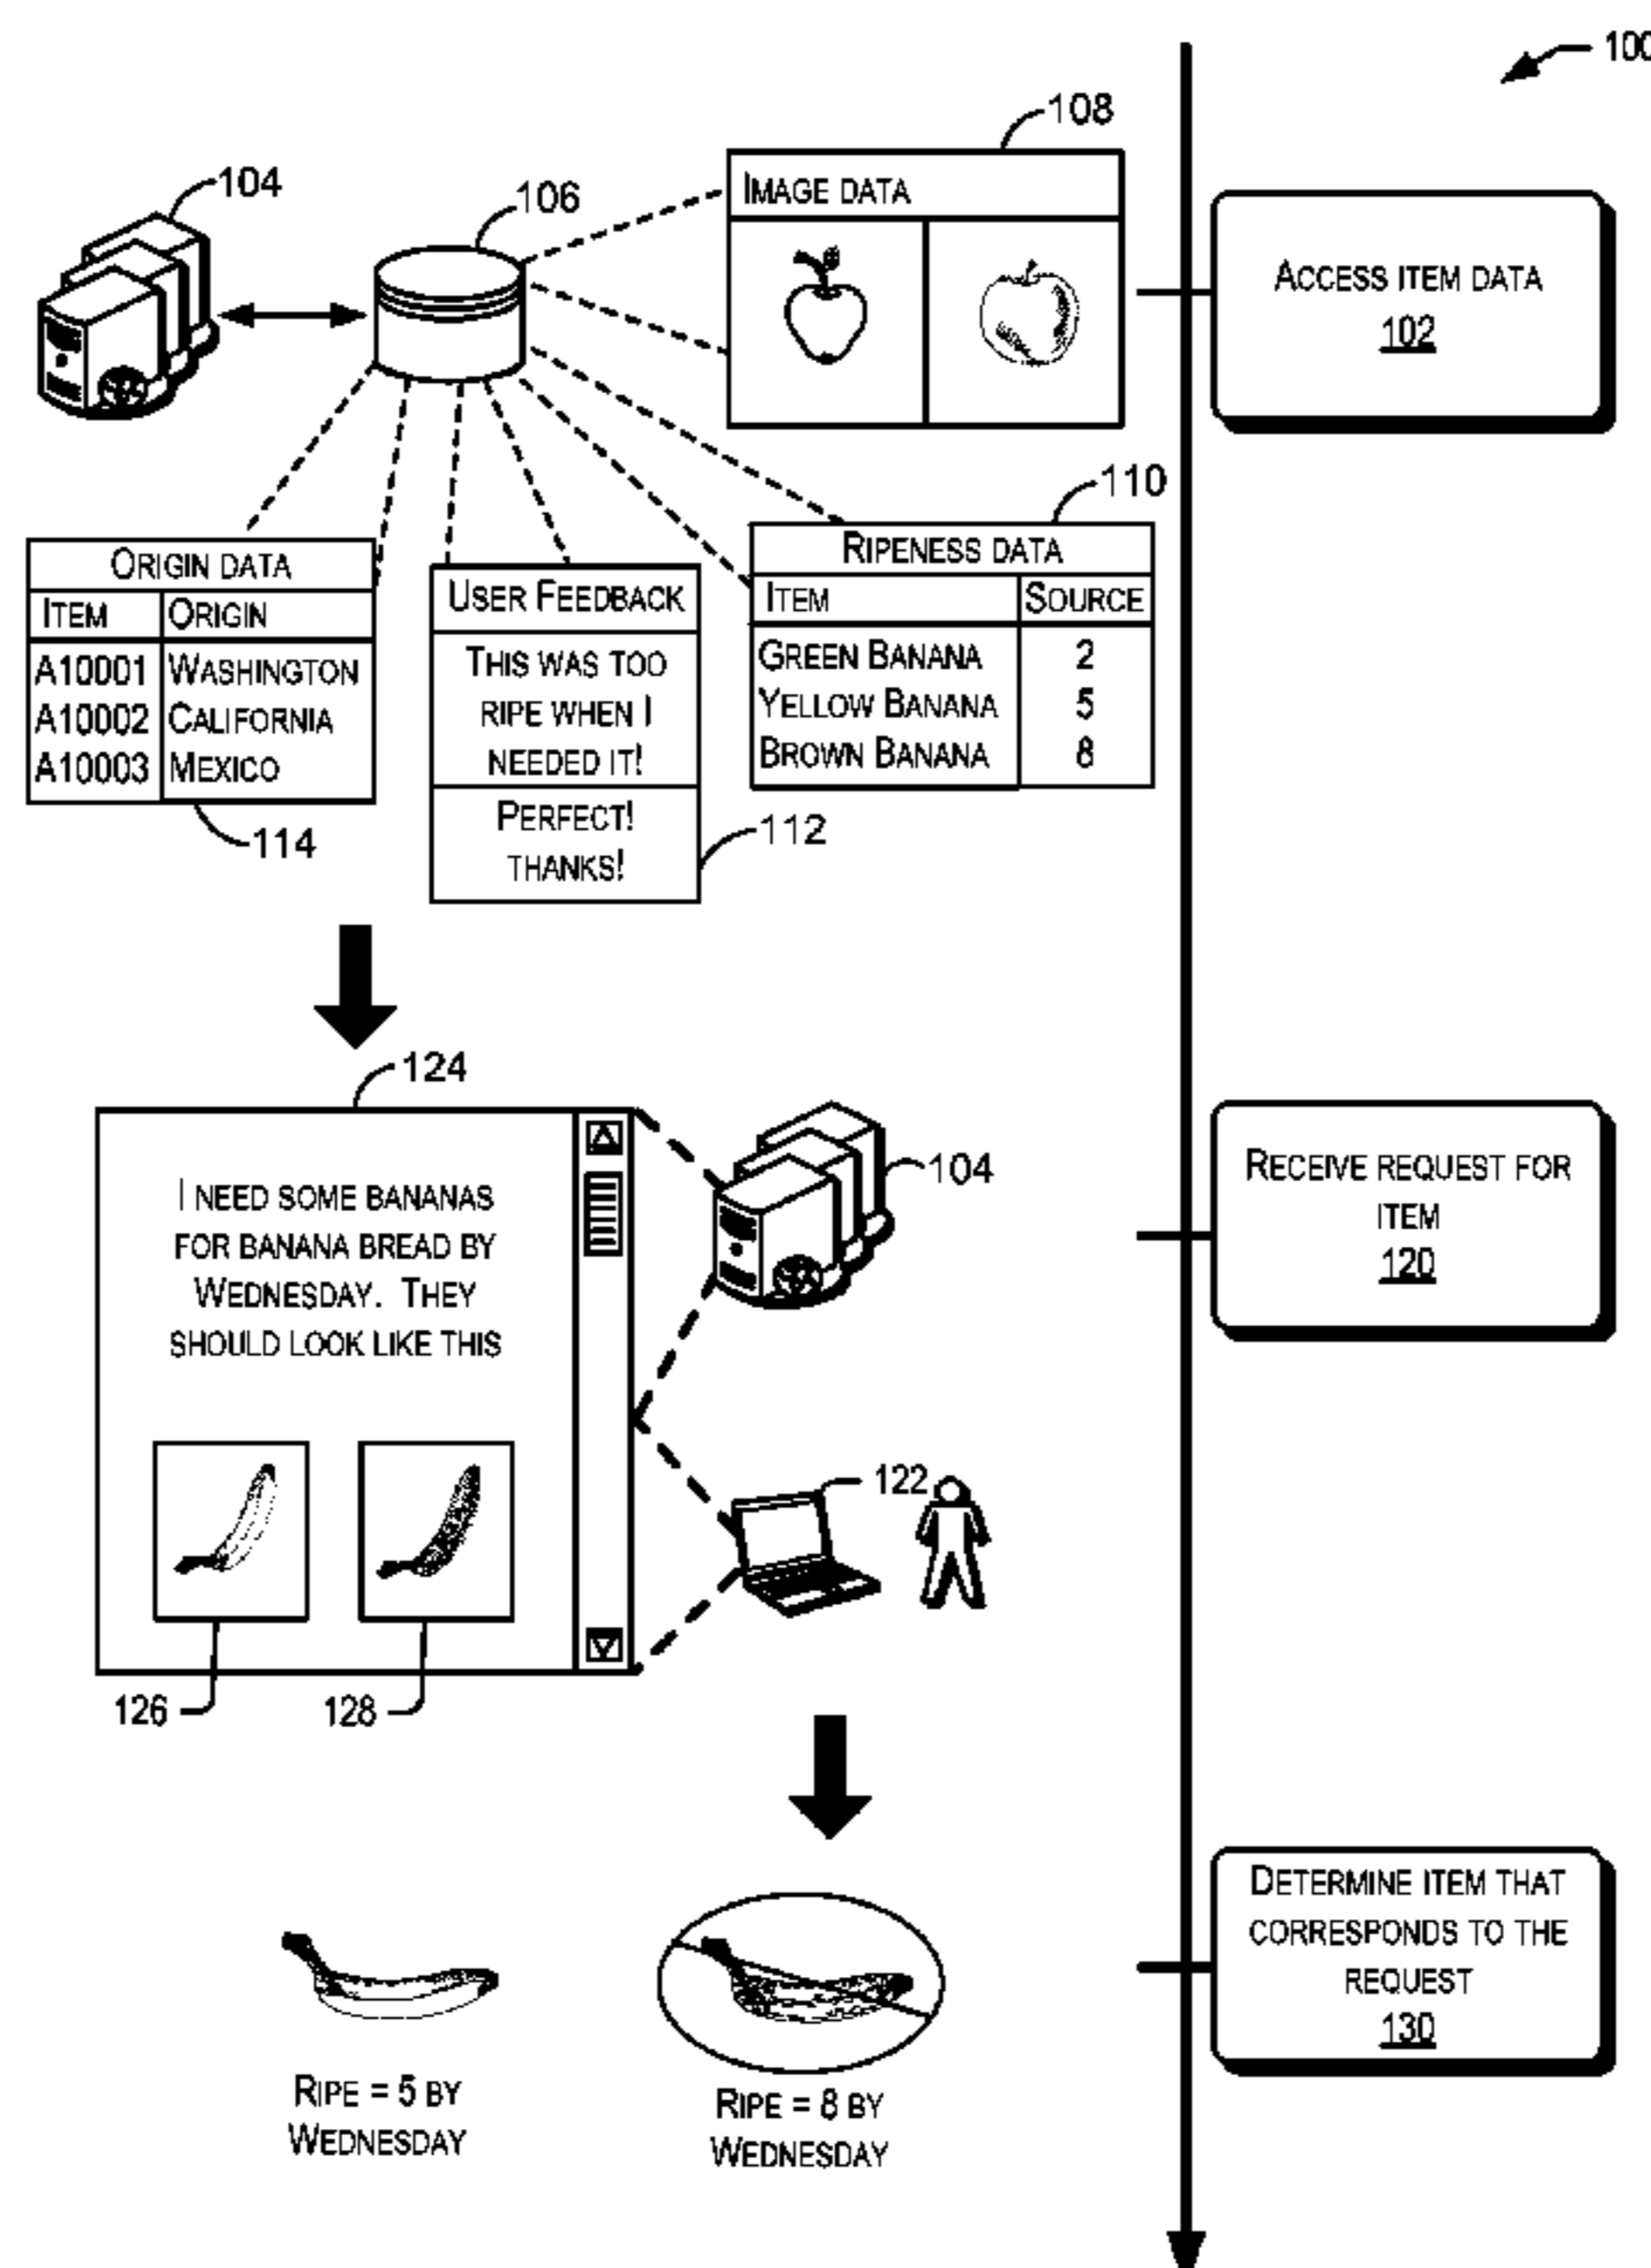 100
108
104
106
IMAGE DATA
ACCESS ITEM DATA
102
110
ORIGIN DATA
ITEM ORIGIN
A10001 WASHINGTON
A10002 CALIFORNIA
A10003 MEXICO
114
USER FEEDBACK
THIS WAS TOO
RIPE WHEN I
NEEDED IT!
PERFECT!
THANKS!
112
RIPENESS DATA
ITEM SOURCE
GREEN BANANA 2
YELLOW BANANA 5
BROWN BANANA 8
124
I NEED SOME BANANAS
FOR BANANA BREAD BY
WEDNESDAY. THEY
SHOULD LOOK LIKE THIS
126
128
104
122
RECEIVE REQUEST FOR
ITEM
120
RIPE = 5 BY
WEDNESDAY
RIPE = 8 BY
WEDNESDAY
DETERMINE ITEM THAT
CORRESPONDS TO THE
REQUEST
130